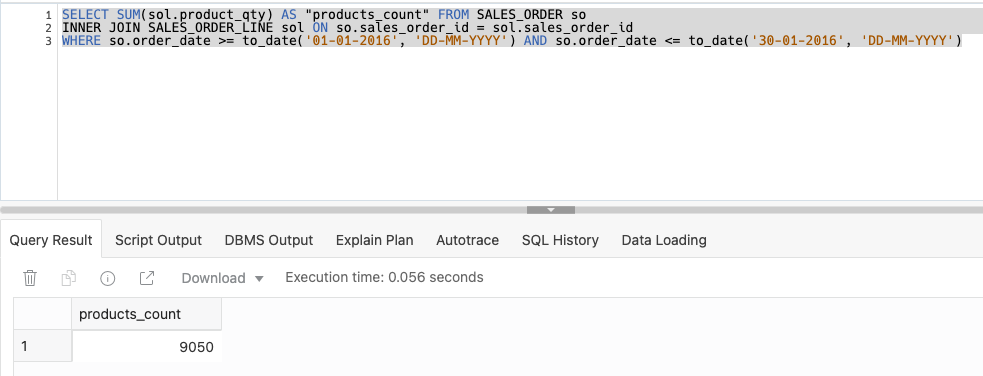 1 SELECT SUM(sol.product_qty) AS "products_count" FROM SALES_ORDER so
2 INNER JOIN SALES_ORDER_LINE sol ON so.sales_order_id = sol.sales_order_id
3 WHERE so.order_date >= to_date('01-01-2016', 'DD-MM-YYYY') AND so.order_date <= to_date('30-01-2016', 'DD-MM-YYYY')
Query Result Script Output DBMS Output Explain Plan Autotrace SQL History Data Loading
Download Execution time: 0.056 seconds
products_count
1 9050